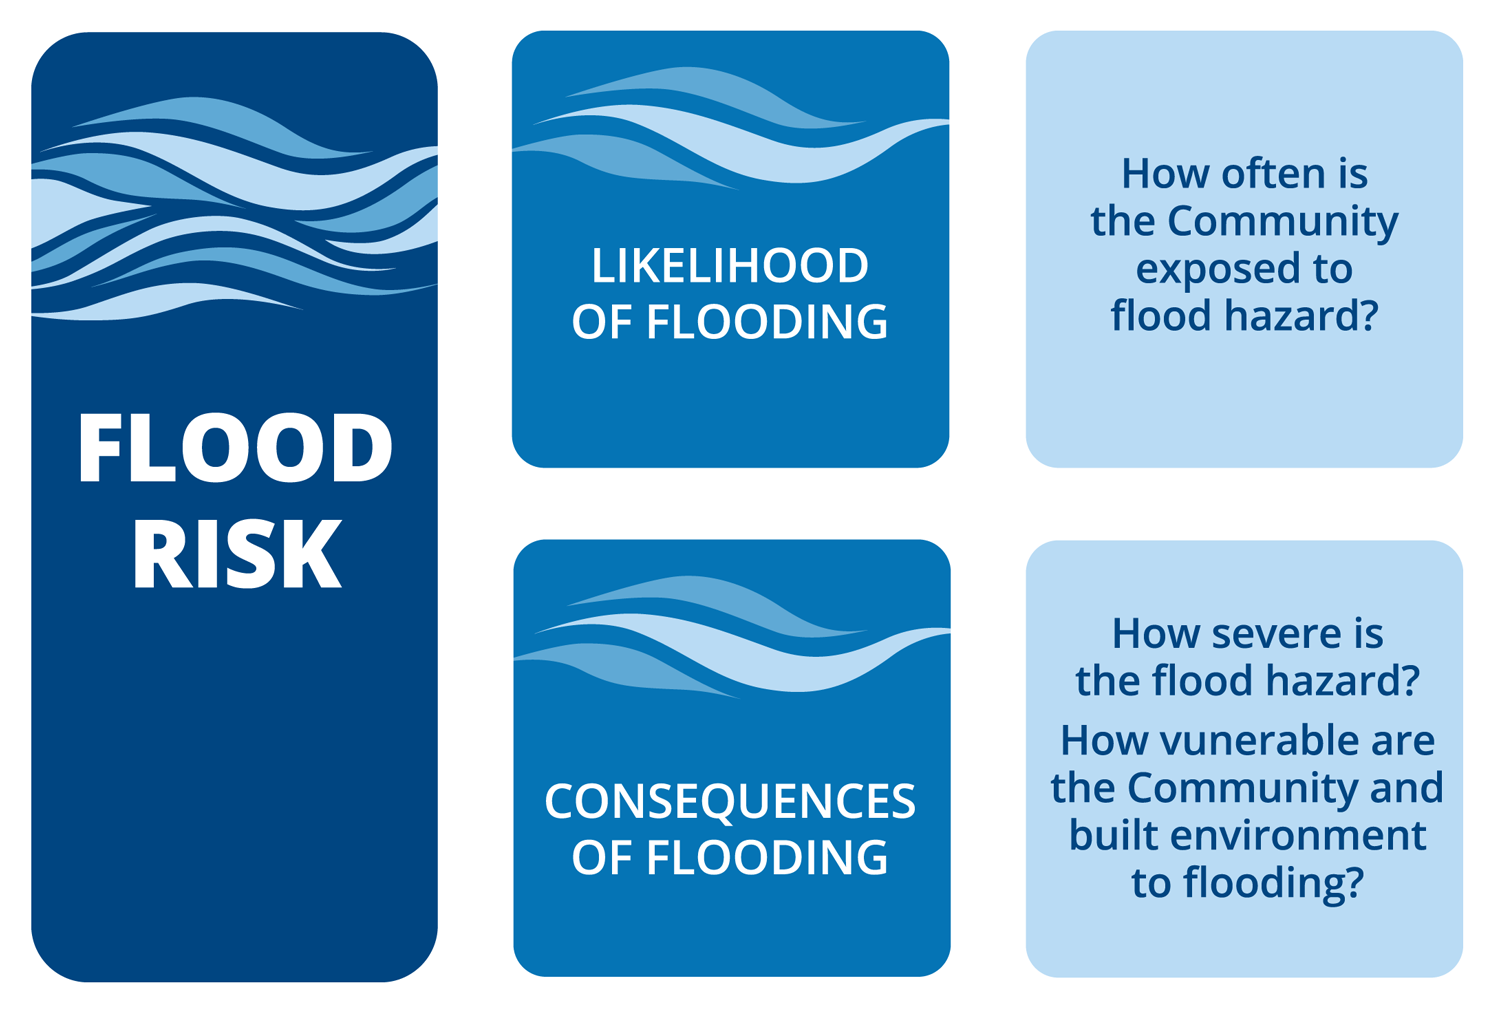 FLOOD
RISK
LIKELIHOOD
OF FLOODING
How often is
the Community
exposed to
flood hazard?
CONSEQUENCES
OF FLOODING
How severe is
the flood hazard?
How vunerable are
the Community and
built environment
to flooding?